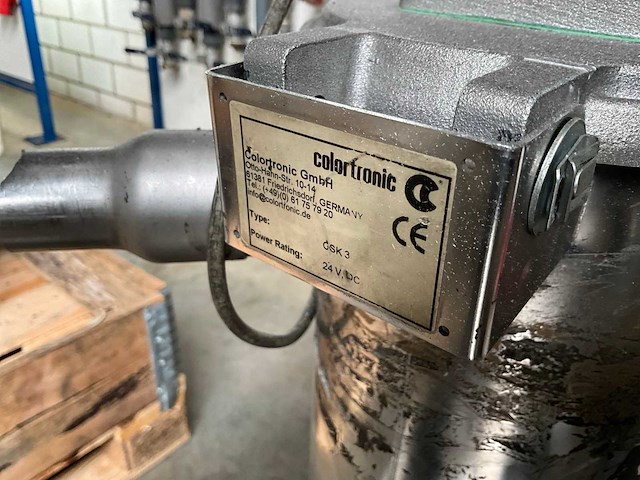 colortronic
Colortronic GmbH
Otto-Hahn-Str. 10-14
61381 Friedrichsdorf, GERMANY
Tel.: (+49)(0) 61 75 79 20
info@colortronic.de
CE
Type: CSK 3
Power Rating: 24 V, DC